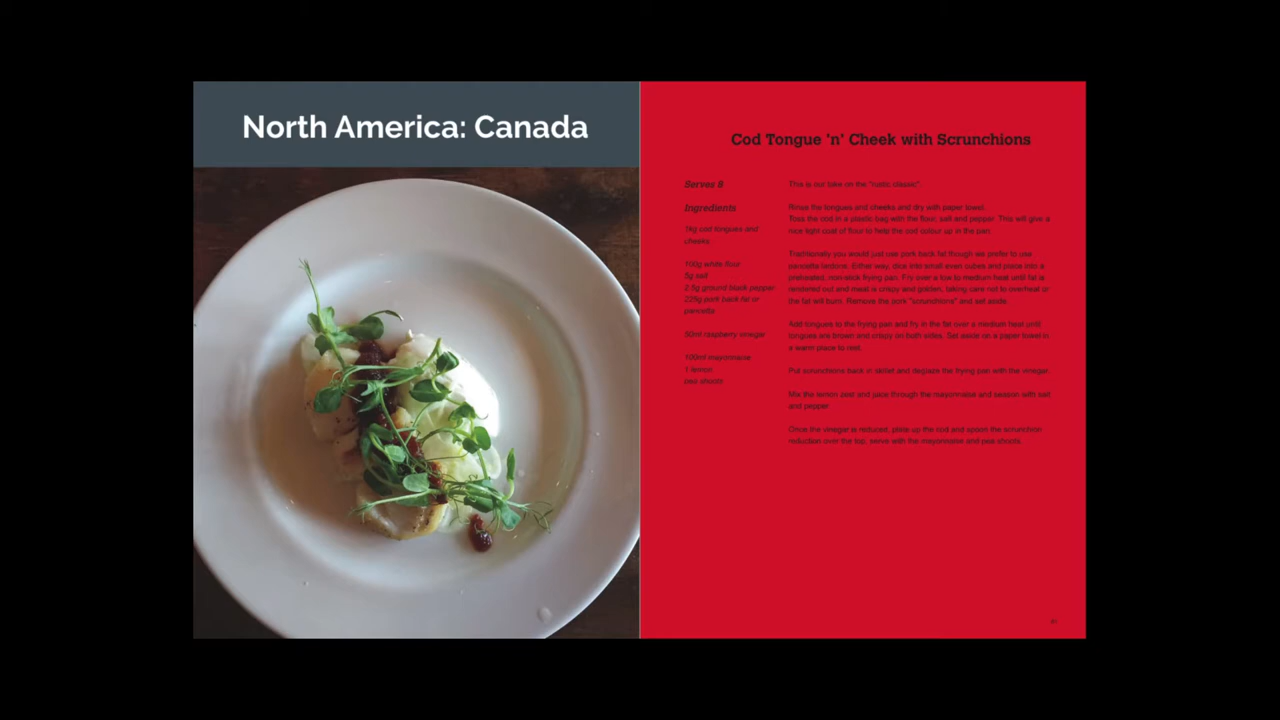 North America: Canada
Cod Tongue 'n' Cheek with Scrunchions
Serves 8
Ingredients
1kg cod tongues and
cheeks
100g white flour
5g salt
2.5g ground black pepper
225g pork back fat or
pancetta
50ml raspberry vinegar
100ml mayonnaise
1 lemon
pea shoots
This is our take on the "rustic classic".
Rinse the tongues and cheeks and dry with paper towel.
Toss the cod in a plastic bag with the flour, salt and pepper. This will give a
nice light coat of flour to help the cod colour up in the pan.
Traditionally you would just use pork back fat though we prefer to use
pancetta lardons. Either way, dice into small even cubes and place into a
preheated, non-stick frying pan. Fry over a low to medium heat until fat is
rendered out and meat is crispy and golden, taking care not to overheat or
the fat will burn. Remove the pork "scrunchions" and set aside.
Add tongues to the frying pan and fry in the fat over a medium heat until
tongues are brown and crispy on both sides. Set aside on a paper towel in
a warm place to rest.
Put scrunchions back in skillet and deglaze the frying pan with the vinegar.
Mix the lemon zest and juice through the mayonnaise and season with salt
and pepper
Once the vinegar is reduced, plate up the cod and spoon the scrunchion
reduction over the top, serve with the mayonnaise and pea shoots.